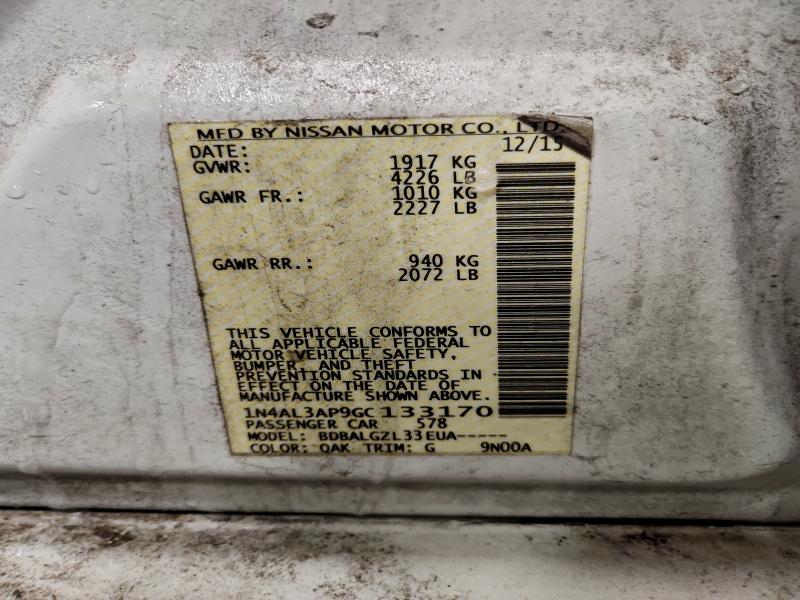 MFD BY NISSAN MOTOR CO., LTD.
DATE: 12/15
GVWR: 1917 KG
4226 LB
GAWR FR.: 1010 KG
2227 LB
GAWR RR.: 940 KG
2072 LB
THIS VEHICLE CONFORMS TO
ALL APPLICABLE FEDERAL
MOTOR VEHICLE SAFETY,
BUMPER, AND THEFT
PREVENTION STANDARDS IN
EFFECT ON THE DATE OF
MANUFACTURE SHOWN ABOVE.
1N4AL3AP9GC133170
PASSENGER CAR 578
MODEL: BDBALGZL33EUA-----
COLOR: QAK TRIM: G 9N00A